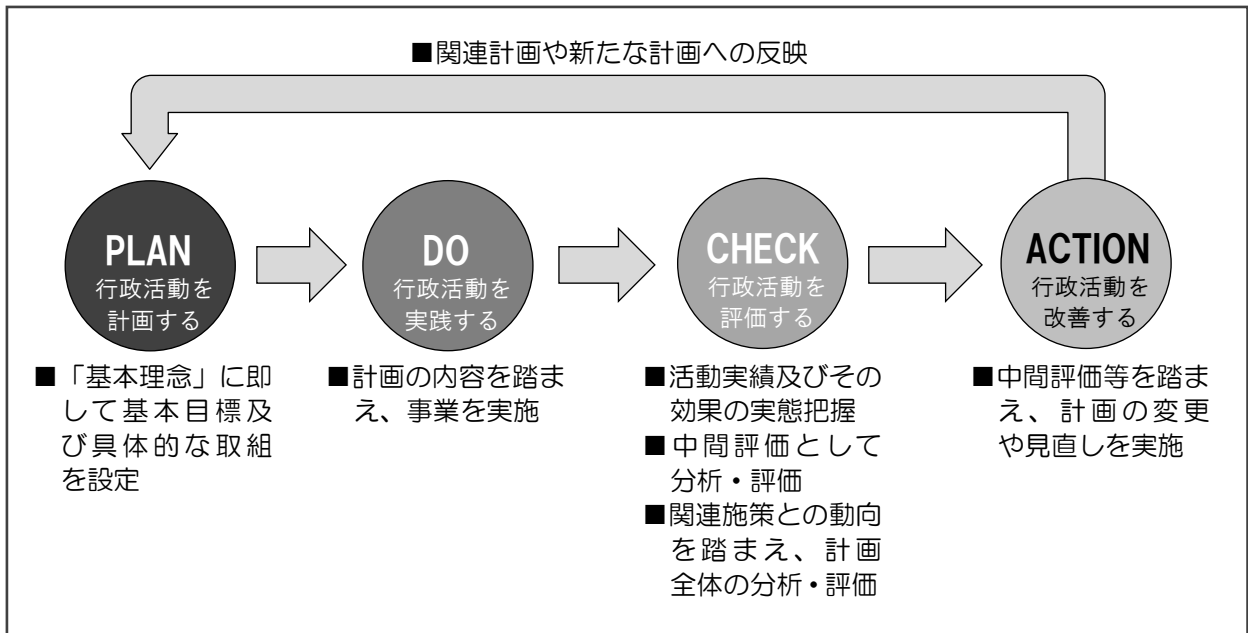 ■関連計画や新たな計画への反映
PLAN
行政活動を
計画する
DO
行政活動を
実践する
CHECK
行政活動を
評価する
ACTION
行政活動を
改善する
■「基本理念」に即
して基本目標及
び具体的な取組
を設定
■計画の内容を踏ま
え、事業を実施
■活動実績及びその
効果の実態把握
■中間評価として
分析・評価
■関連施策との動向
を踏まえ、計画
全体の分析・評価
■中間評価等を踏ま
え、計画の変更
や見直しを実施